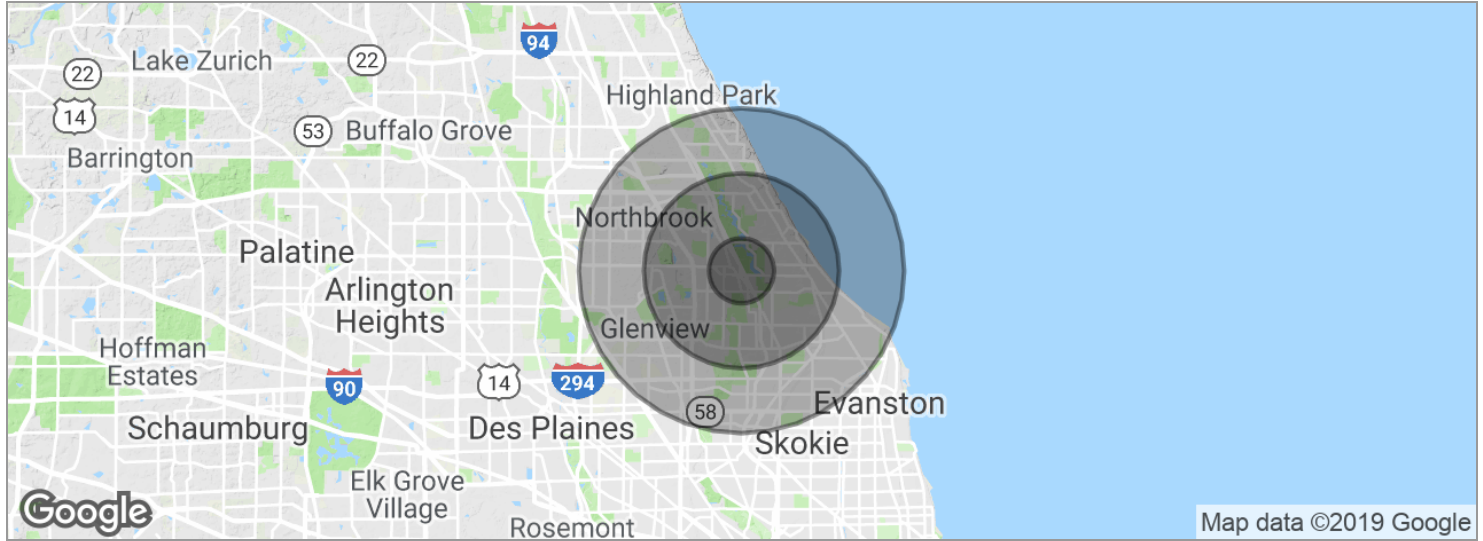 94
Lake Zurich
22
22
Highland Park
14
53
Buffalo Grove
Barrington
Northbrook
Palatine
Arlington
Heights
Glenview
Hoffman
Estates
90
14
294
58
Evanston
Schaumburg
Des Plaines
Skokie
Elk Grove
Village
Google
Rosemont
Map data ©2019 Google